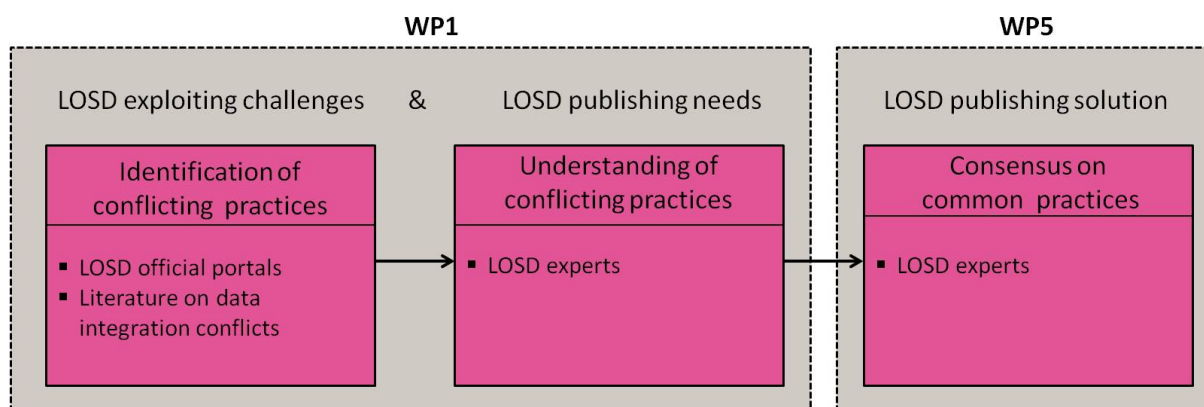 WP1
WP5
LOSD exploiting challenges & LOSD publishing needs
LOSD publishing solution
Identification of
conflicting practices
▪ LOSD official portals
▪ Literature on data
integration conflicts
Understanding of
conflicting practices
▪ LOSD experts
Consensus on
common practices
▪ LOSD experts